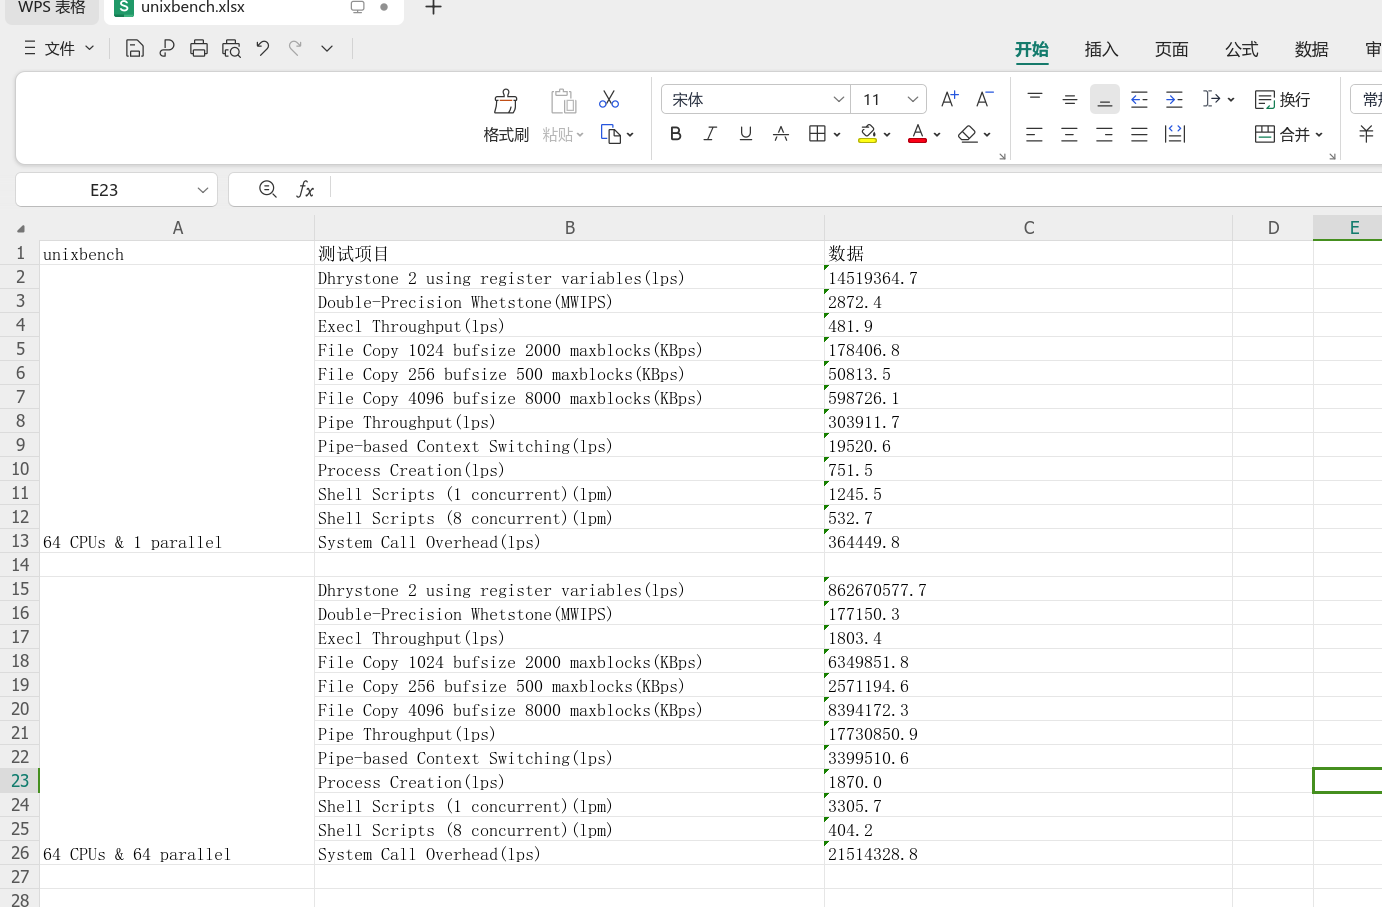 WPS 表格
S unixbench.xlsx
文件
开始 插入 页面 公式 数据 审
格式刷 粘贴
宋体 11 A+ A-
B I U A A
换行
合并
常规
E23
fx
A B C D E
1 unixbench 测试项目 数据
2 Dhrystone 2 using register variables(lps) 14519364.7
3 Double-Precision Whetstone(MWIPS) 2872.4
4 Execl Throughput(lps) 481.9
5 File Copy 1024 bufsize 2000 maxblocks(KBps) 178406.8
6 File Copy 256 bufsize 500 maxblocks(KBps) 50813.5
7 File Copy 4096 bufsize 8000 maxblocks(KBps) 598726.1
8 Pipe Throughput(lps) 303911.7
9 Pipe-based Context Switching(lps) 19520.6
10 Process Creation(lps) 751.5
11 Shell Scripts (1 concurrent)(lpm) 1245.5
12 Shell Scripts (8 concurrent)(lpm) 532.7
13 64 CPUs & 1 parallel System Call Overhead(lps) 364449.8
14
15 Dhrystone 2 using register variables(lps) 862670577.7
16 Double-Precision Whetstone(MWIPS) 177150.3
17 Execl Throughput(lps) 1803.4
18 File Copy 1024 bufsize 2000 maxblocks(KBps) 6349851.8
19 File Copy 256 bufsize 500 maxblocks(KBps) 2571194.6
20 File Copy 4096 bufsize 8000 maxblocks(KBps) 8394172.3
21 Pipe Throughput(lps) 17730850.9
22 Pipe-based Context Switching(lps) 3399510.6
23 Process Creation(lps) 1870.0
24 Shell Scripts (1 concurrent)(lpm) 3305.7
25 Shell Scripts (8 concurrent)(lpm) 404.2
26 64 CPUs & 64 parallel System Call Overhead(lps) 21514328.8
27
28